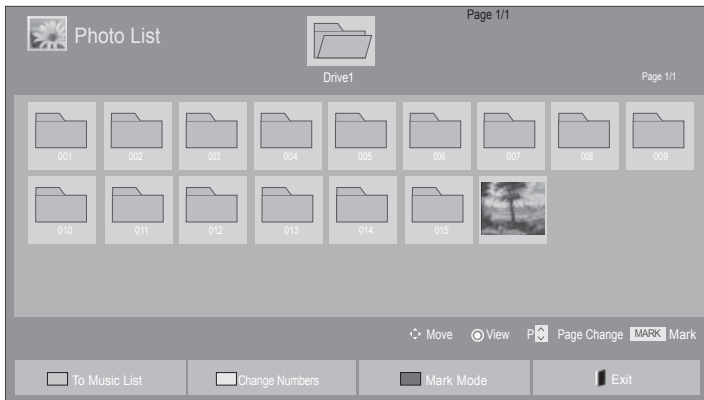 Page 1/1
Photo List
Drive1
Page 1/1
001 002 003 004 005 006 007 008 009
010 011 012 013 014 015
Move View P Page Change MARK Mark
To Music List Change Numbers Mark Mode Exit